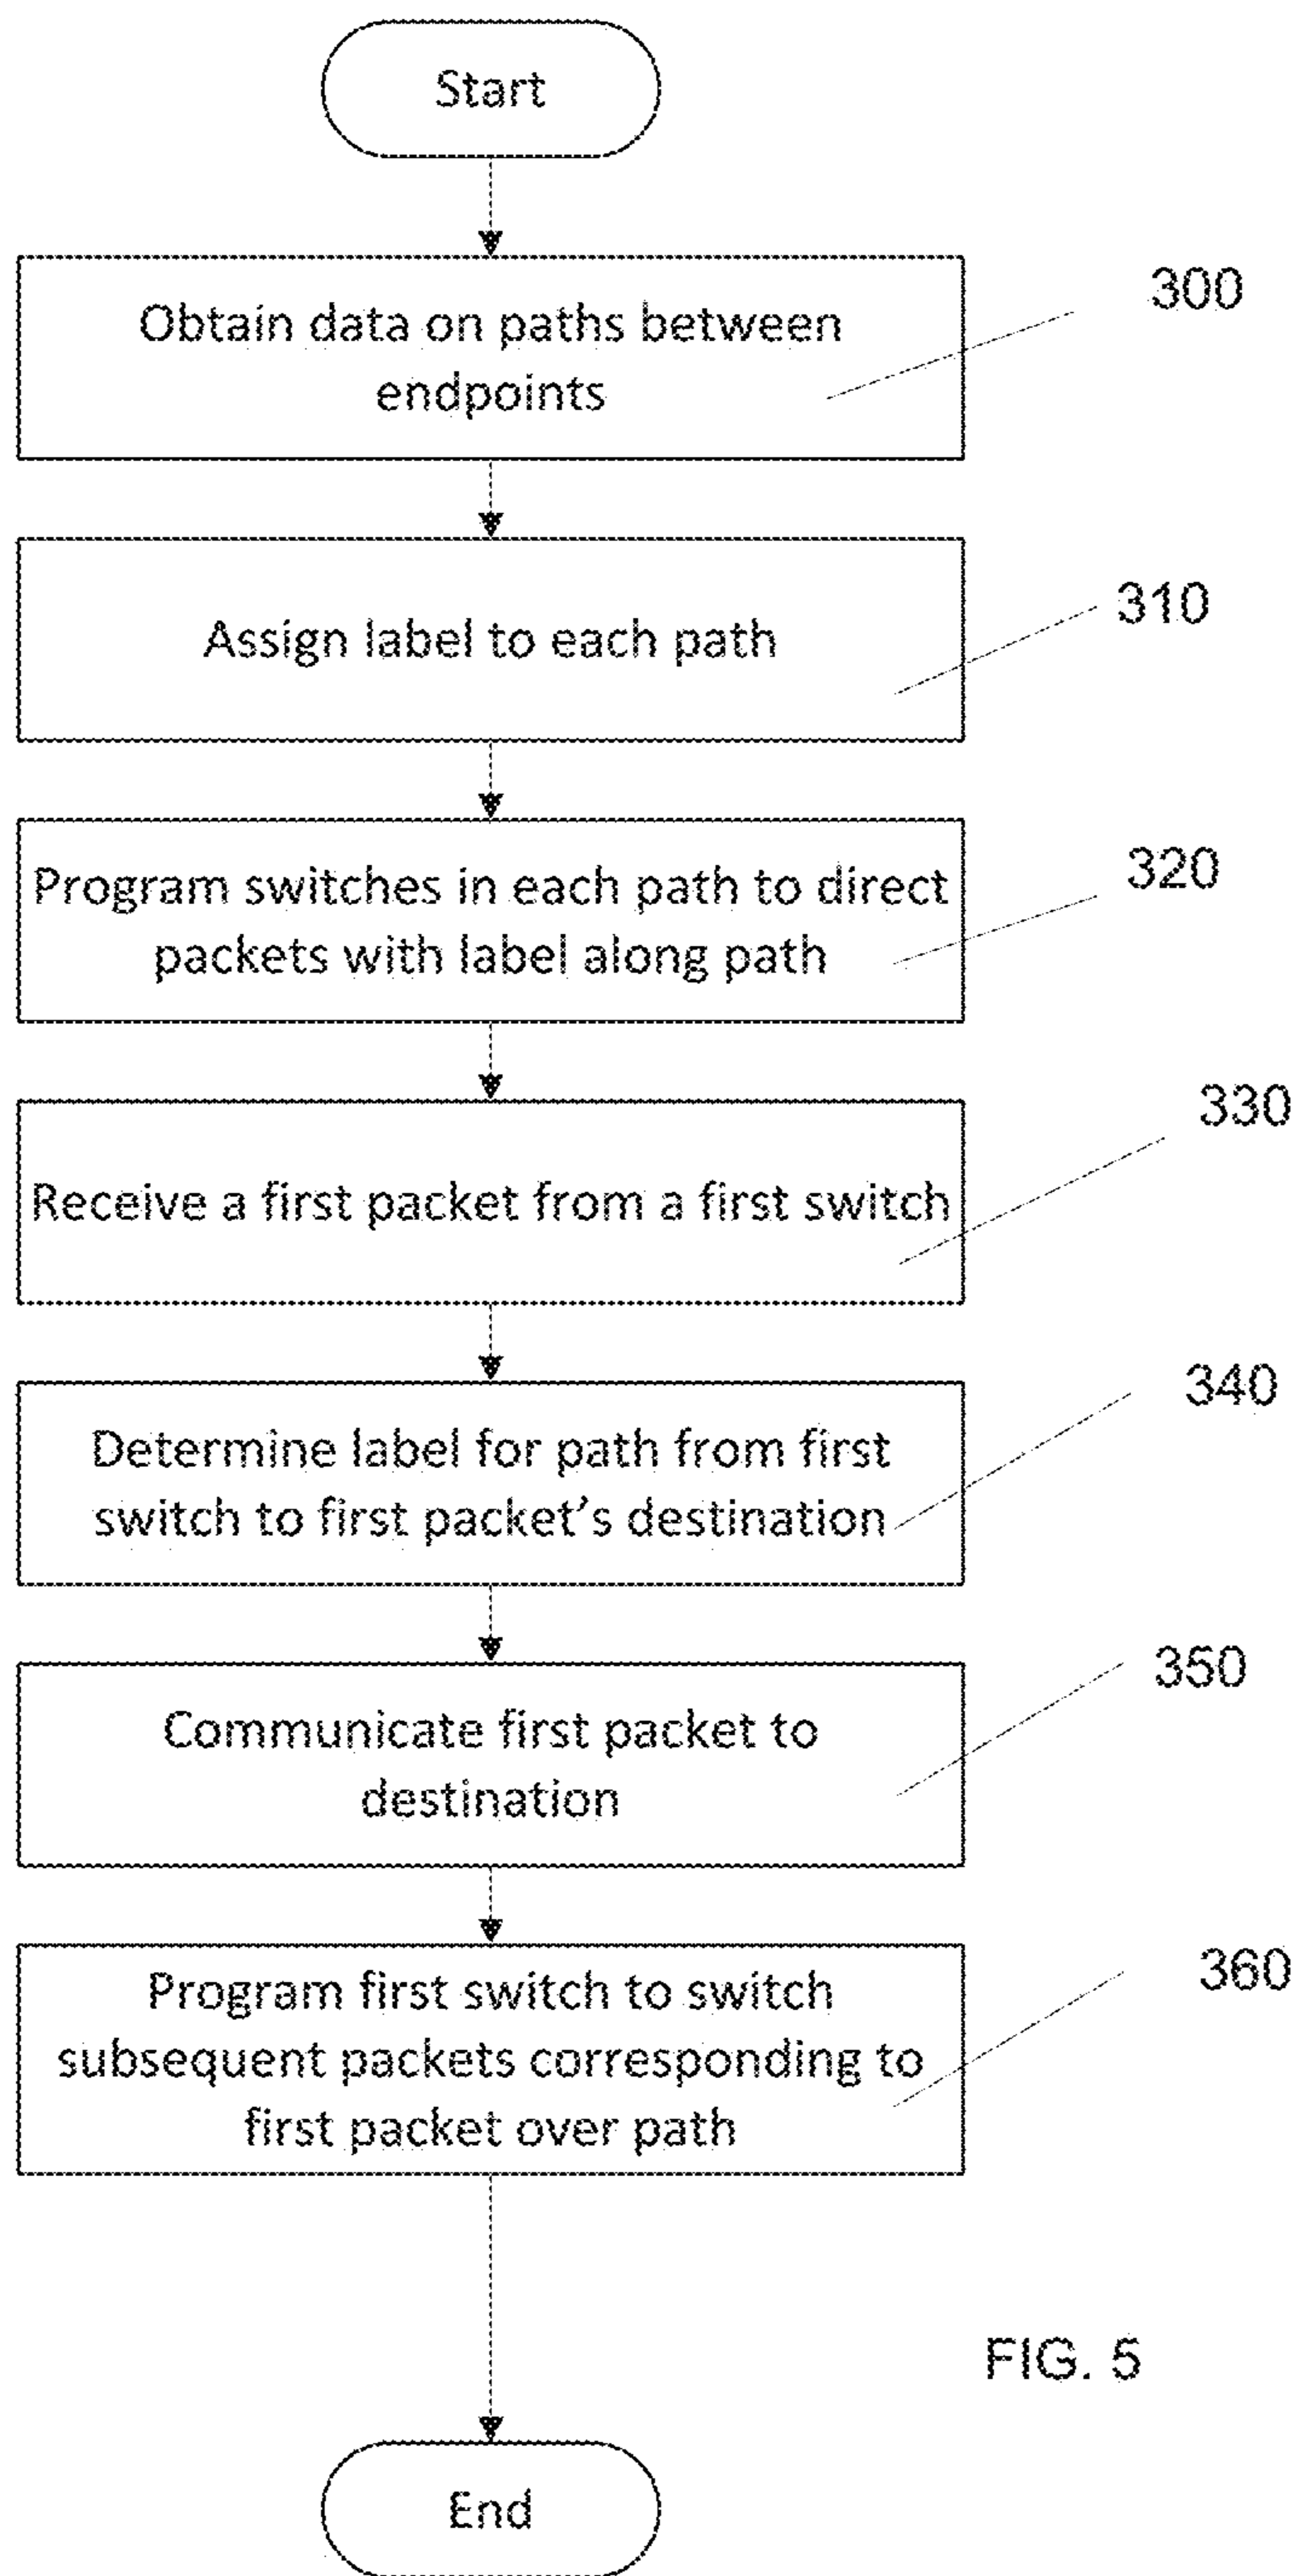 Start
300
Obtain data on paths between
endpoints
310
Assign label to each path
320
Program switches in each path to direct
packets with label along path
330
Receive a first packet from a first switch
340
Determine label for path from first
switch to first packet's destination
350
Communicate first packet to
destination
360
Program first switch to switch
subsequent packets corresponding to
first packet over path
FIG. 5
End